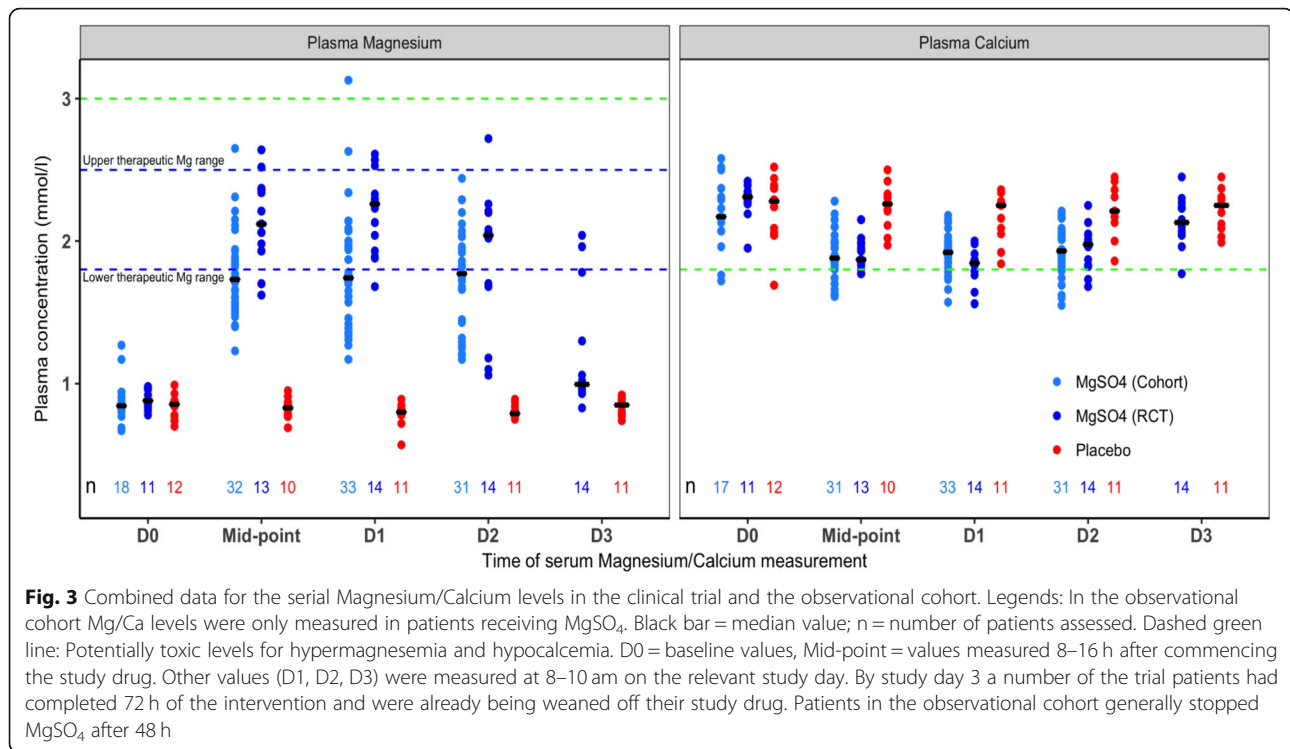 Plasma Magnesium
Plasma Calcium
Plasma concentration (mmol/l)
3
2
1
Upper therapeutic Mg range
Lower therapeutic Mg range
MgSO4 (Cohort)
MgSO4 (RCT)
Placebo
n 18 11 12 32 13 10 33 14 11 31 14 11 14 11
n 17 11 12 31 13 10 33 14 11 31 14 11 14 11
D0 Mid-point D1 D2 D3
D0 Mid-point D1 D2 D3
Time of serum Magnesium/Calcium measurement
Fig. 3 Combined data for the serial Magnesium/Calcium levels in the clinical trial and the observational cohort. Legends: In the observational
cohort Mg/Ca levels were only measured in patients receiving MgSO₄. Black bar = median value; n = number of patients assessed. Dashed green
line: Potentially toxic levels for hypermagnesemia and hypocalcemia. D0 = baseline values, Mid-point = values measured 8–16 h after commencing
the study drug. Other values (D1, D2, D3) were measured at 8–10 am on the relevant study day. By study day 3 a number of the trial patients had
completed 72 h of the intervention and were already being weaned off their study drug. Patients in the observational cohort generally stopped
MgSO₄ after 48 h